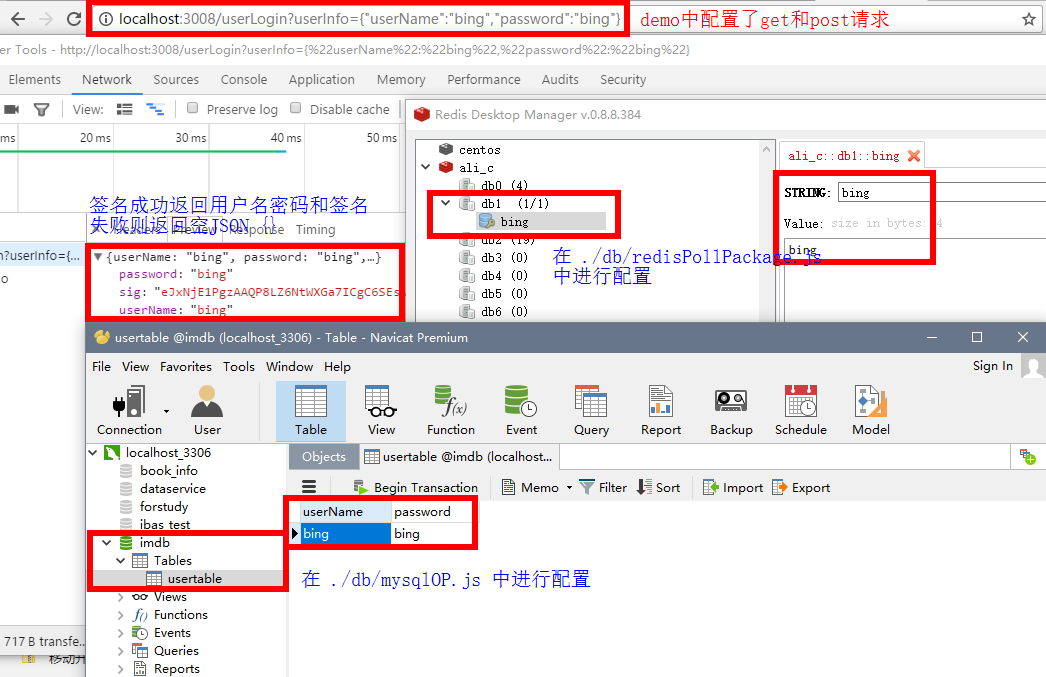 localhost:3008/userLogin?userInfo={"userName":"bing","password":"bing"}
demo中配置了get和post请求
er Tools - http://localhost:3008/userLogin?userInfo={%22userName%22:%22bing%22,%22password%22:%22bing%22}
Elements Network Sources Console Application Memory Performance Audits Security
View: Preserve log Disable cache
ms 20 ms 30 ms 40 ms 50 ms
签名成功返回用户名密码和签名
失败则返回空JSON {}
Headers Preview Response Timing
n?userInfo={...
o
{userName: "bing", password: "bing",…}
password: "bing"
sig: "eJxNjE1PgzAAQP8LZ6NtWXGa7ICgC6SEs
userName: "bing"
Redis Desktop Manager v.0.8.8.384
centos
ali_c
db0 (4)
db1 (1/1)
bing
db2 (19)
db3 (0)
db4 (0)
db5 (0)
db6 (0)
在 ./db/redisPollPackage.js
中进行配置
ali_c::db1::bing
STRING: bing
Value: size in bytes: 4
bing
usertable @imdb (localhost_3306) - Table - Navicat Premium
File View Favorites Tools Window Help
Sign In
Connection User Table View Function Event Query Report Backup Schedule Model
localhost_3306
book_info
dataservice
forstudy
ibas_test
imdb
Tables
usertable
Views
Functions
Events
Queries
Reports
Objects usertable @imdb (localhost...
Begin Transaction Memo Filter Sort Import Export
userName password
bing bing
在 ./db/mysqlOP.js 中进行配置
717 B transfe...
移动开